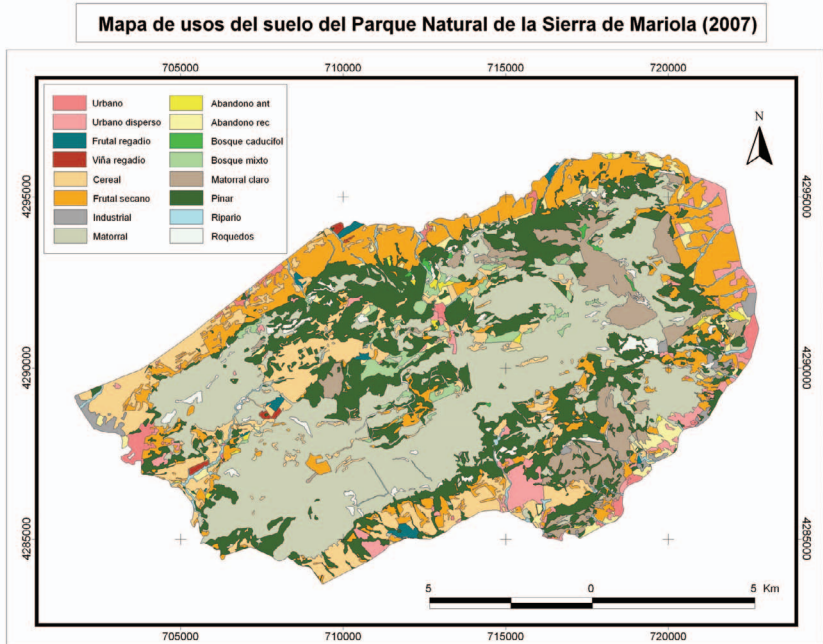 Mapa de usos del suelo del Parque Natural de la Sierra de Mariola (2007)
705000 710000 715000 720000
Urbano
Urbano disperso
Frutal regadío
Viña regadío
Cereal
Frutal secano
Industrial
Matorral
Abandono ant
Abandono rec
Bosque caducifol
Bosque mixto
Matorral claro
Pinar
Ripario
Roquedos
N
4295000 4295000
4290000 4290000
4285000 4285000
5 0 5 Km
705000 710000 715000 720000